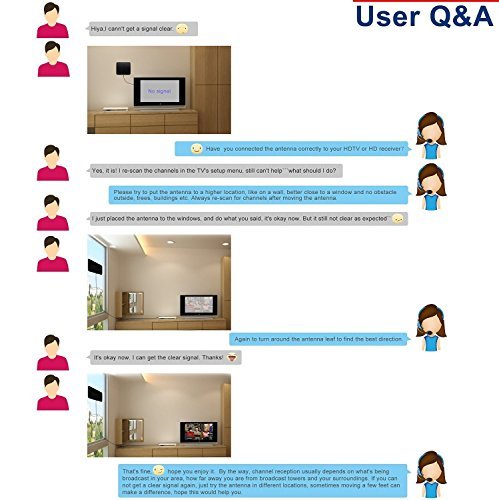 User Q&A
Hiya,I cann't get a signal clear.
No signal
Have you connected the antenna correctly to your HDTV or HD receiver?
Yes, it is! I re-scan the channels in the TV's setup menu, still can't help```what should I do?
Please try to put the antenna to a higher location, like on a wall, better close to a window and no obstacle
outside, trees, buildings etc. Always re-scan for channels after moving the antenna.
I just placed the antenna to the windows, and do what you said, it's okay now. But it still not clear as expected```
Again to turn around the antenna leaf to find the best direction.
It's okay now, I can get the clear signal. Thanks!
That's fine, hope you enjoy it. By the way, channel reception usually depends on what's being
broadcast in your area, how far away you are from broadcast towers and your surroundings. If you can
not get a clear signal again, just try the antenna in different locations, sometimes moving a few feet can
make a difference, hope this would help you.